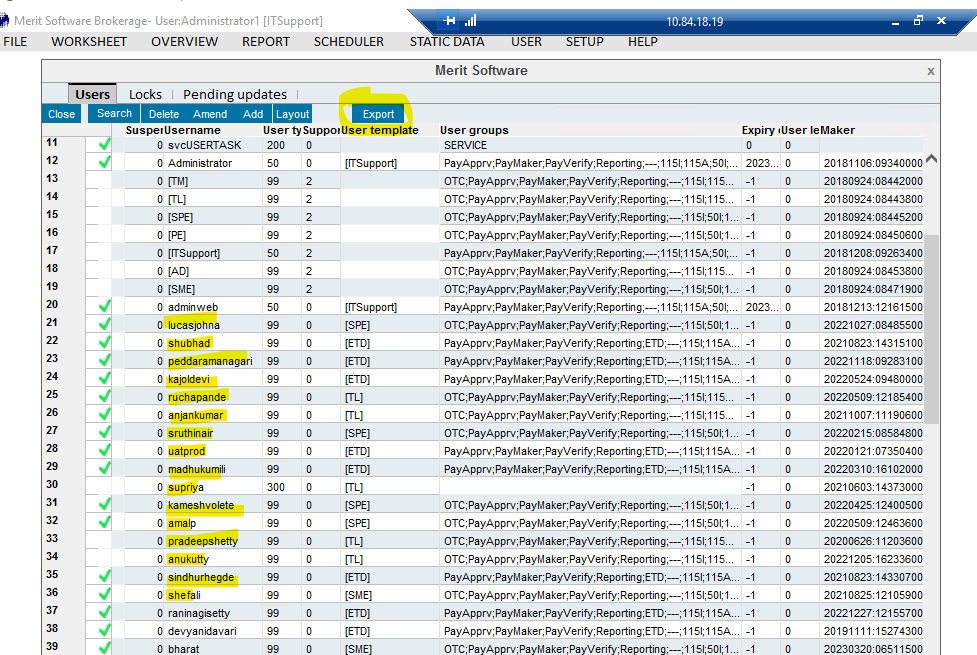 Merit Software Brokerage- User:Administrator1 [ITSupport]
10.84.18.19
FILE WORKSHEET OVERVIEW REPORT SCHEDULER STATIC DATA USER SETUP HELP
Merit Software x
Users Locks Pending updates
Close Search Delete Amend Add Layout Export
Username User template User groups Expiry Maker
11 0 svcUSERTASK 200 0 SERVICE 0 0
12 0 Administrator 50 0 [ITSupport] PayApprv;PayMaker;PayVerify;Reporting;---;115I;115A;50I;... 2023... 0 20181106:09340000
13 0 [TM] 99 2 OTC;PayApprv;PayMaker;PayVerify;Reporting;---;115I;115... -1 0 20180924:08442000
14 0 [TL] 99 2 OTC;PayApprv;PayMaker;PayVerify;Reporting;---;115I;115... -1 0 20180924:08443800
15 0 [SPE] 99 2 OTC;PayApprv;PayMaker;PayVerify;Reporting;---;115I;50I;1... -1 0 20180924:08445200
16 0 [PE] 99 2 OTC;PayApprv;PayMaker;PayVerify;Reporting;---;115I;50I;1... -1 0 20180924:08450600
17 0 [ITSupport] 50 2 PayApprv;PayMaker;PayVerify;Reporting;---;115I;115A;50I;... -1 0 20181208:09263400
18 0 [AD] 99 2 OTC;PayApprv;PayMaker;PayVerify;Reporting;---;115I;115... -1 0 20180924:08453800
19 0 [SME] 99 2 OTC;PayApprv;PayMaker;PayVerify;Reporting;---;115I;50I;1... -1 0 20180924:08471900
20 0 adminweb 50 0 [ITSupport] PayApprv;PayMaker;PayVerify;Reporting;---;115I;115A;50I;... 2023... 0 20181213:12161500
21 0 lucasjohna 99 0 [SPE] OTC;PayApprv;PayMaker;PayVerify;Reporting;---;115I;50I;1... -1 0 20221027:08485500
22 0 shubhad 99 0 [ETD] PayApprv;PayMaker;PayVerify;Reporting;ETD;---;115I;115A... -1 0 20210823:14315100
23 0 peddaramanagari 99 0 [ETD] PayApprv;PayMaker;PayVerify;Reporting;ETD;---;115I;115A... -1 0 20221118:09283100
24 0 kajoldevi 99 0 [ETD] PayApprv;PayMaker;PayVerify;Reporting;ETD;---;115I;115A... -1 0 20220524:09480000
25 0 ruchapande 99 0 [TL] OTC;PayApprv;PayMaker;PayVerify;Reporting;---;115I;115... -1 0 20220509:12185400
26 0 anjankumar 99 0 [TL] OTC;PayApprv;PayMaker;PayVerify;Reporting;---;115I;115... -1 0 20211007:11190600
27 0 sruthinair 99 0 [SPE] OTC;PayApprv;PayMaker;PayVerify;Reporting;---;115I;50I;1... -1 0 20220215:08584800
28 0 uatprod 99 0 [ETD] PayApprv;PayMaker;PayVerify;Reporting;ETD;---;115I;115A... -1 0 20220121:07350400
29 0 madhukumili 99 0 [ETD] PayApprv;PayMaker;PayVerify;Reporting;ETD;---;115I;115A... -1 0 20220310:16102000
30 0 supriya 300 0 [TL] -1 0 20210603:14373000
31 0 kameshvolete 99 0 [SPE] OTC;PayApprv;PayMaker;PayVerify;Reporting;---;115I;50I;1... -1 0 20220425:12400500
32 0 amalp 99 0 [SPE] OTC;PayApprv;PayMaker;PayVerify;Reporting;---;115I;50I;1... -1 0 20220509:12463600
33 0 pradeepshetty 99 0 [TL] OTC;PayApprv;PayMaker;PayVerify;Reporting;---;115I;115... -1 0 20200626:11203600
34 0 anukutty 99 0 [TL] OTC;PayApprv;PayMaker;PayVerify;Reporting;---;115I;115... -1 0 20221205:16233600
35 0 sindhurhegde 99 0 [ETD] PayApprv;PayMaker;PayVerify;Reporting;ETD;---;115I;115A... -1 0 20210823:14330700
36 0 shefali 99 0 [SME] OTC;PayApprv;PayMaker;PayVerify;Reporting;---;115I;50I;1... -1 0 20210825:12105900
37 0 raninagisetty 99 0 [ETD] PayApprv;PayMaker;PayVerify;Reporting;ETD;---;115I;115A... -1 0 20221227:12155700
38 0 devyanidavari 99 0 [ETD] PayApprv;PayMaker;PayVerify;Reporting;ETD;---;115I;115A... -1 0 20191111:15274300
39 0 bharat 99 0 [SME] OTC;PayApprv;PayMaker;PayVerify;Reporting;---;115I;50I;1... -1 0 20230320:06511500